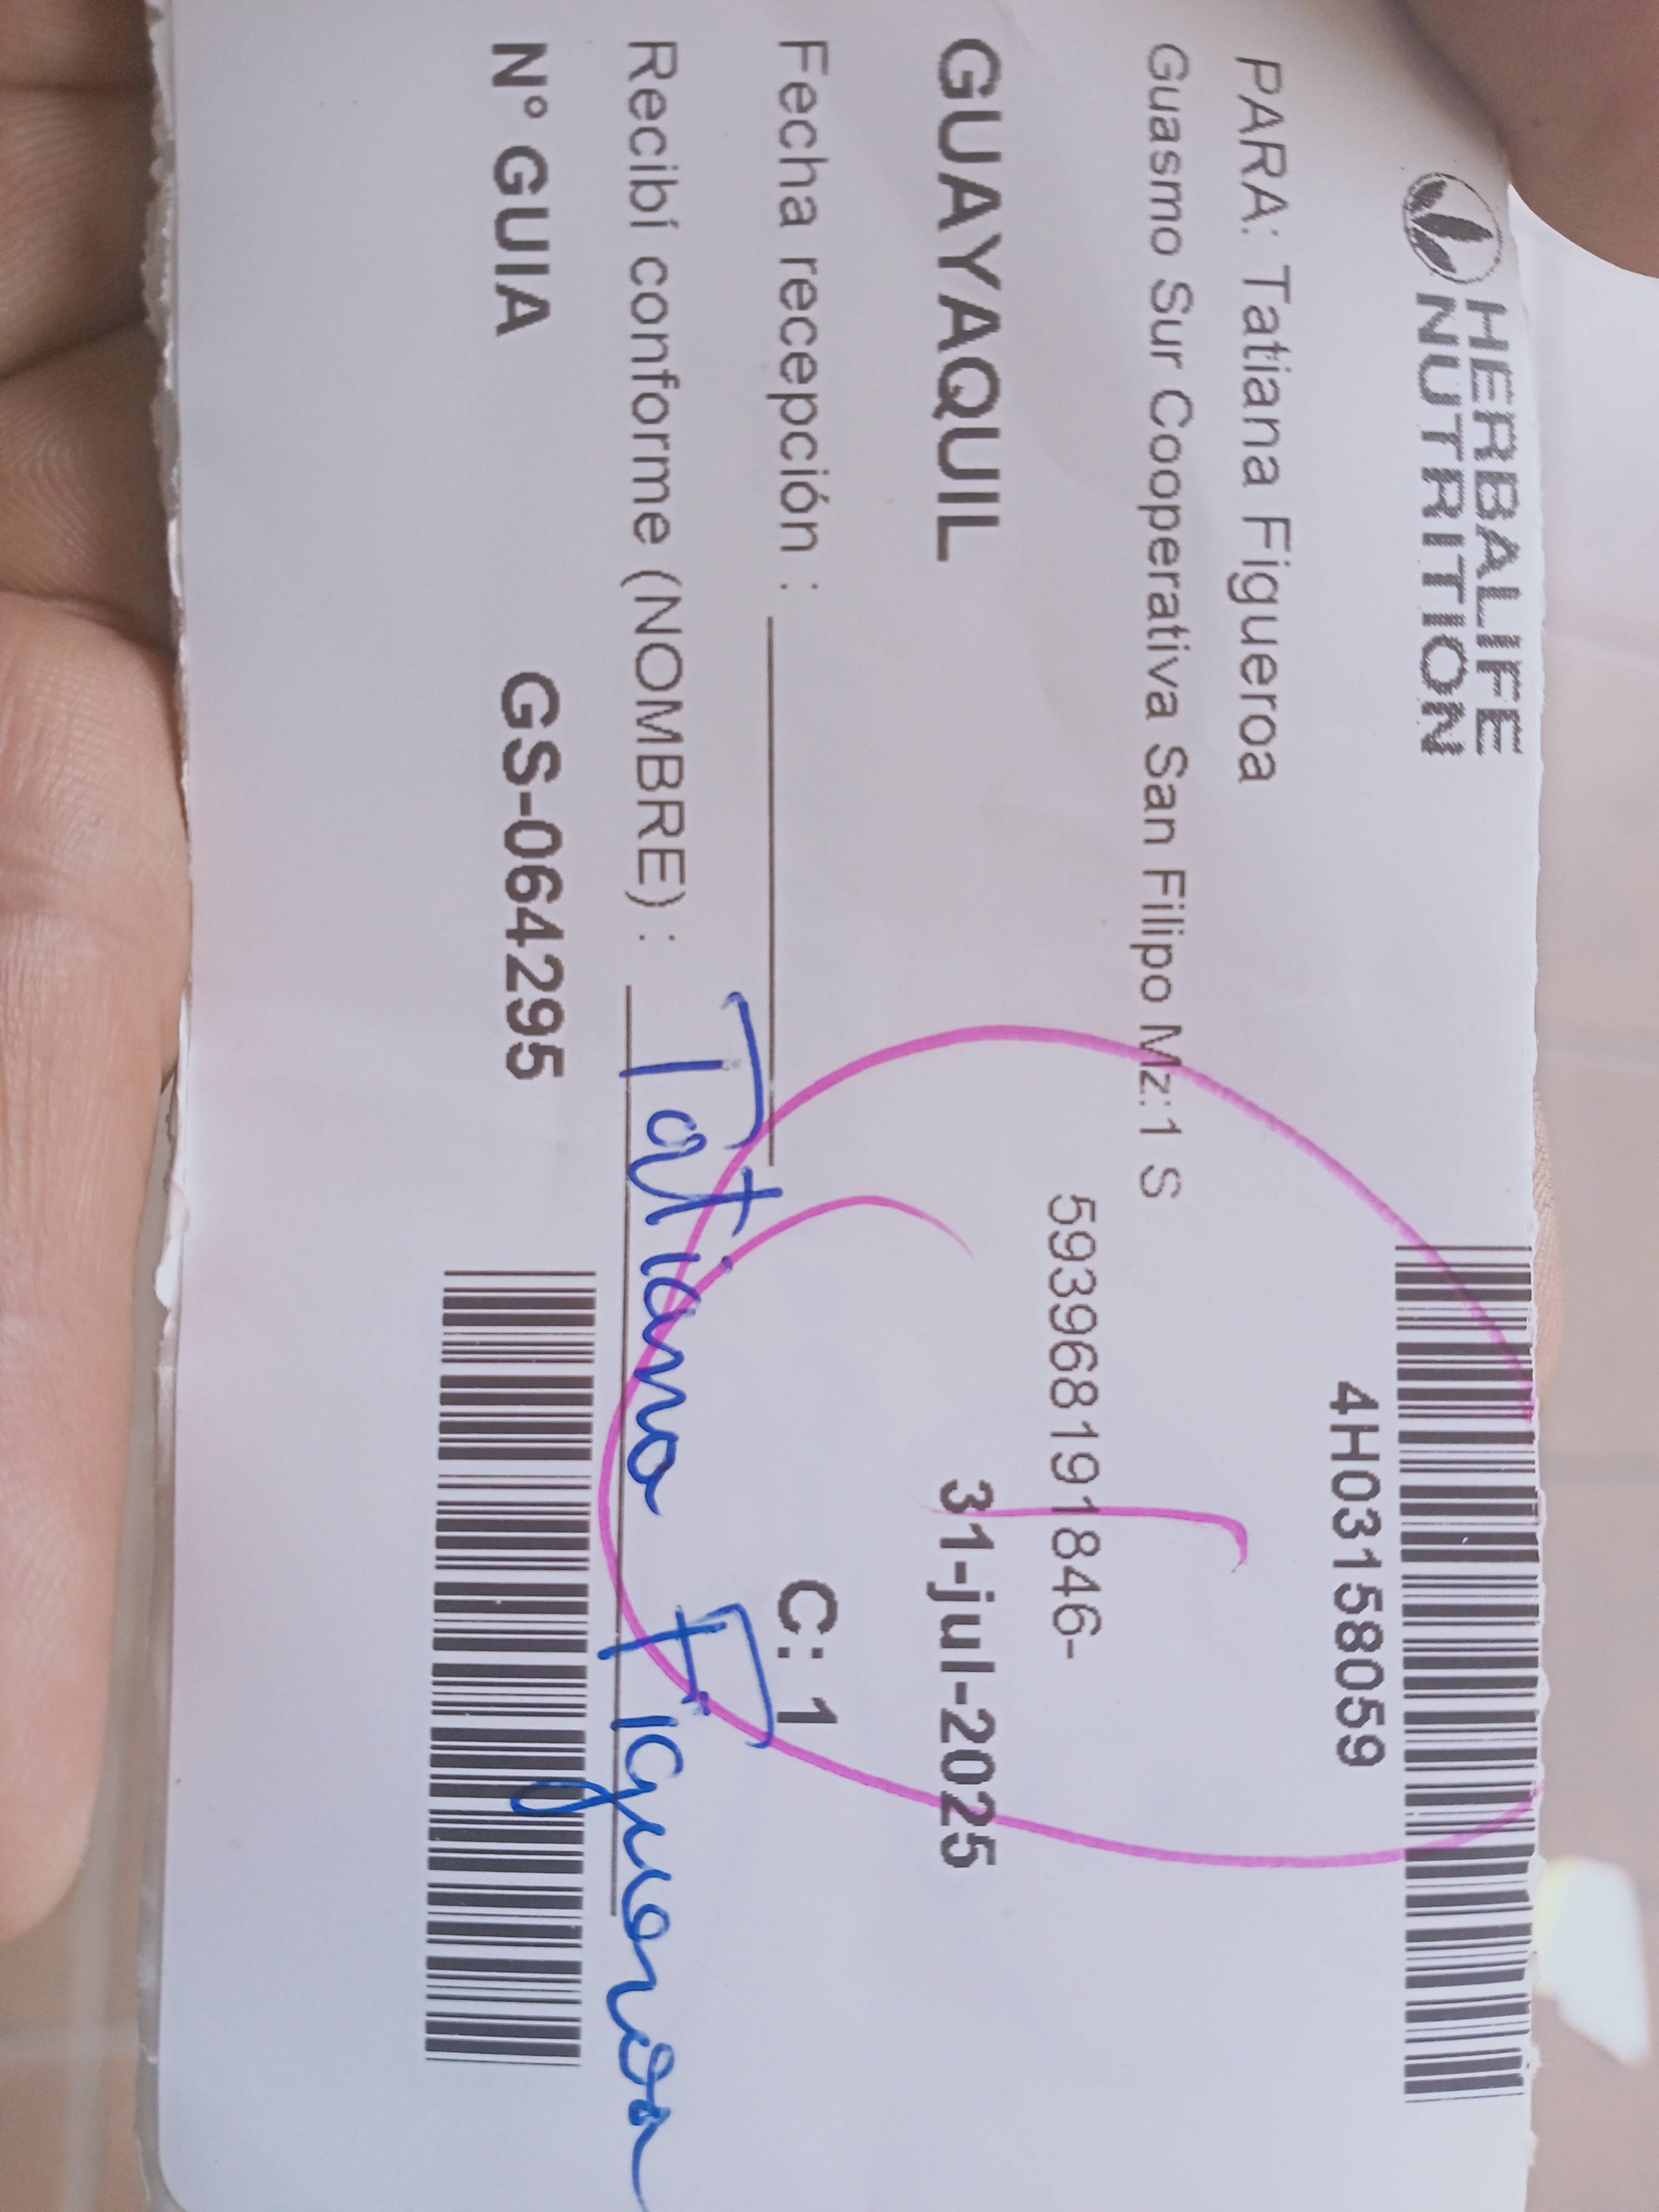 HERBALIFE
NUTRITION
4H03158059
PARA: Tatiana Figueroa
Guasmo Sur Cooperativa San Filipo Mz:1 S
593968191846-
GUAYAQUIL 31-jul-2025
Fecha recepción : C: 1
Recibí conforme (NOMBRE) : Tatiana Figueroa
N° GUIA GS-064295